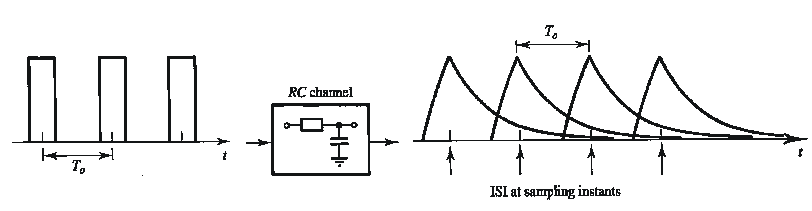 T₀
t
RC channel
T₀
t
ISI at sampling instants